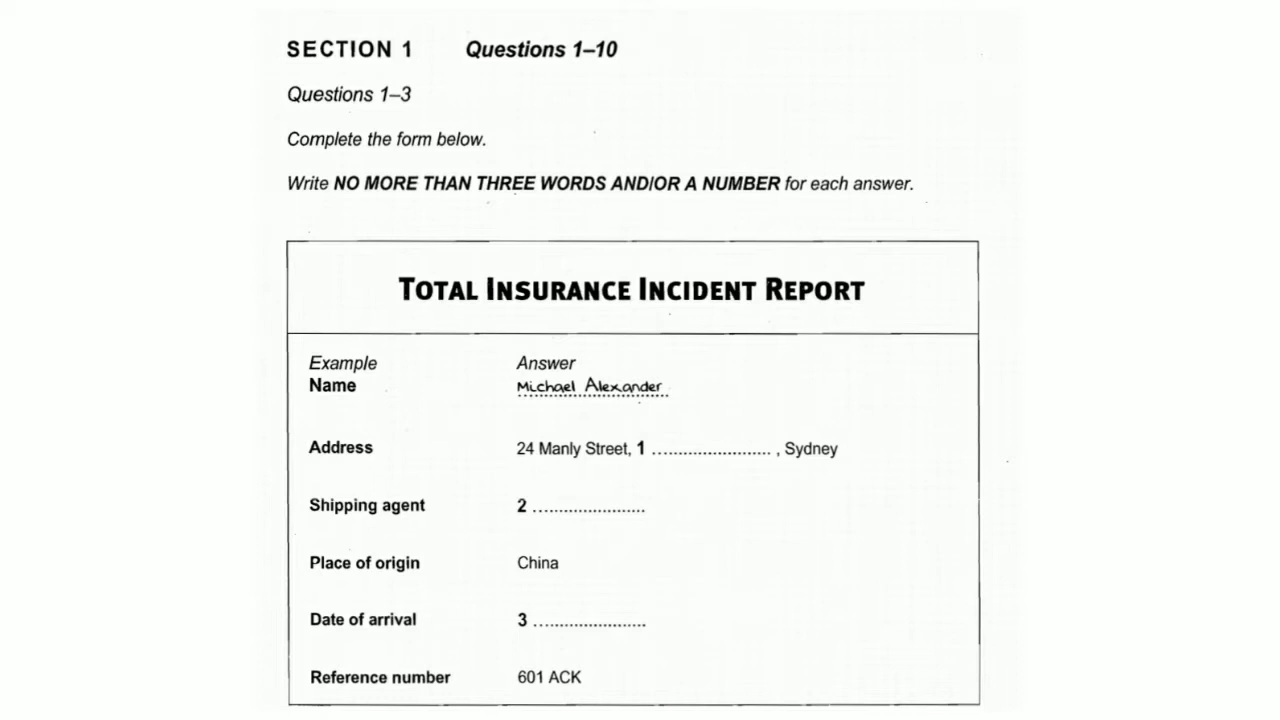 SECTION 1 Questions 1–10
Questions 1–3
Complete the form below.
Write NO MORE THAN THREE WORDS AND/OR A NUMBER for each answer.
TOTAL INSURANCE INCIDENT REPORT
Example Answer
Name Michael Alexander
Address 24 Manly Street, 1 ........................ , Sydney
Shipping agent 2 ......................
Place of origin China
Date of arrival 3 ......................
Reference number 601 ACK